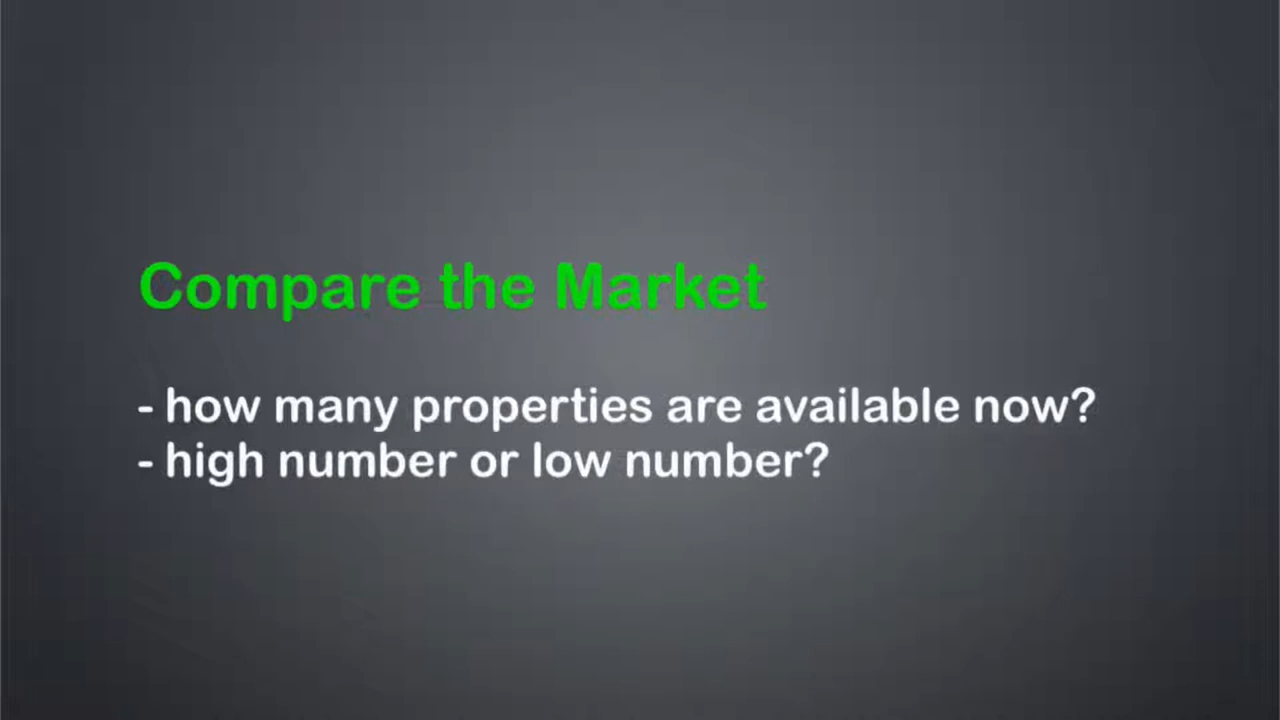 Compare the Market
- how many properties are available now?
- high number or low number?